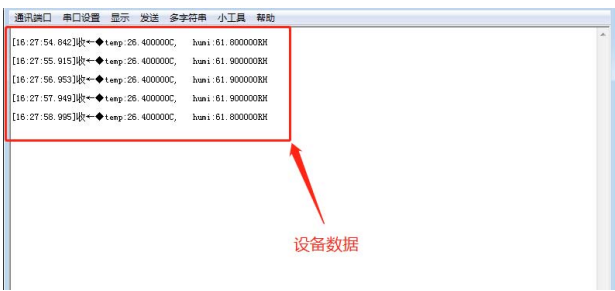 通讯端口 串口设置 显示 发送 多字符串 小工具 帮助
[16:27:54.842]收←◆temp:26.400000C, humi:61.800000RH
[16:27:55.915]收←◆temp:26.400000C, humi:61.900000RH
[16:27:56.953]收←◆temp:26.400000C, humi:61.900000RH
[16:27:57.949]收←◆temp:26.400000C, humi:61.900000RH
[16:27:58.995]收←◆temp:26.400000C, humi:61.800000RH
设备数据